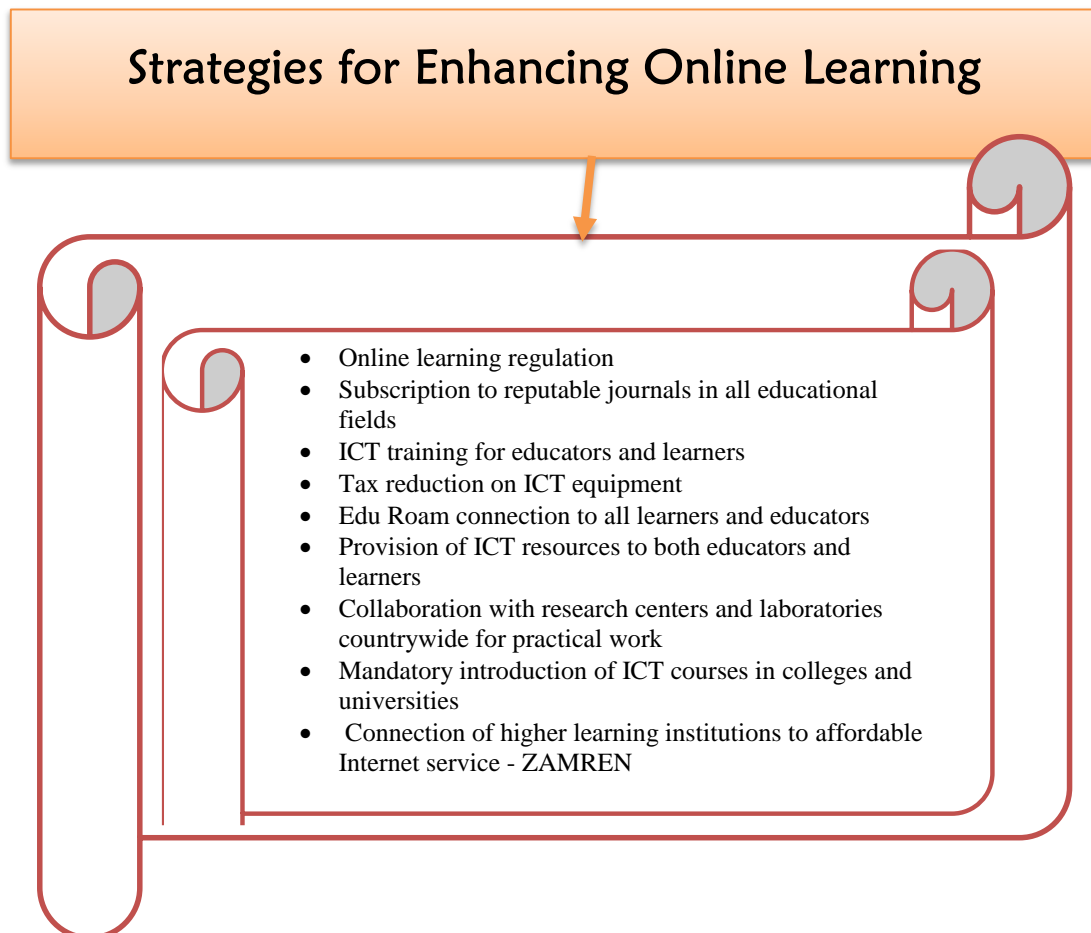 Strategies for Enhancing Online Learning
• Online learning regulation
• Subscription to reputable journals in all educational
fields
• ICT training for educators and learners
• Tax reduction on ICT equipment
• Edu Roam connection to all learners and educators
• Provision of ICT resources to both educators and
learners
• Collaboration with research centers and laboratories
countrywide for practical work
• Mandatory introduction of ICT courses in colleges and
universities
• Connection of higher learning institutions to affordable
Internet service - ZAMREN